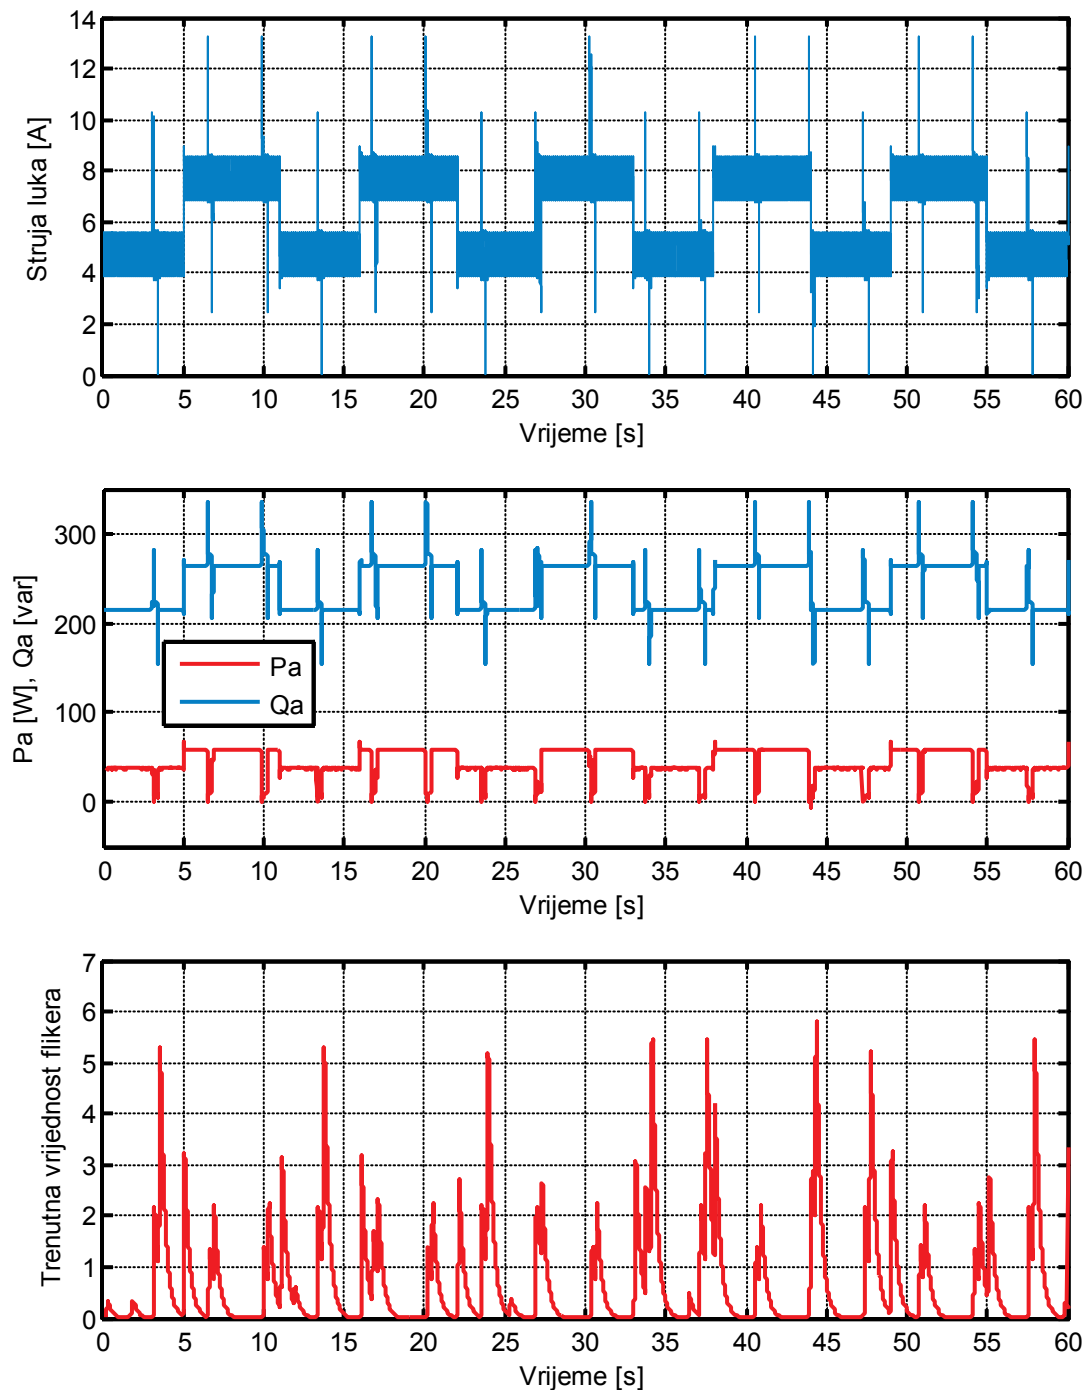 Struja luka [A]
14
12
10
8
6
4
2
0
0 5 10 15 20 25 30 35 40 45 50 55 60
Vrijeme [s]
Pa [W], Qa [var]
300
200
100
0
Pa
Qa
0 5 10 15 20 25 30 35 40 45 50 55 60
Vrijeme [s]
Trenutna vrijednost flikera
7
6
5
4
3
2
1
0
0 5 10 15 20 25 30 35 40 45 50 55 60
Vrijeme [s]